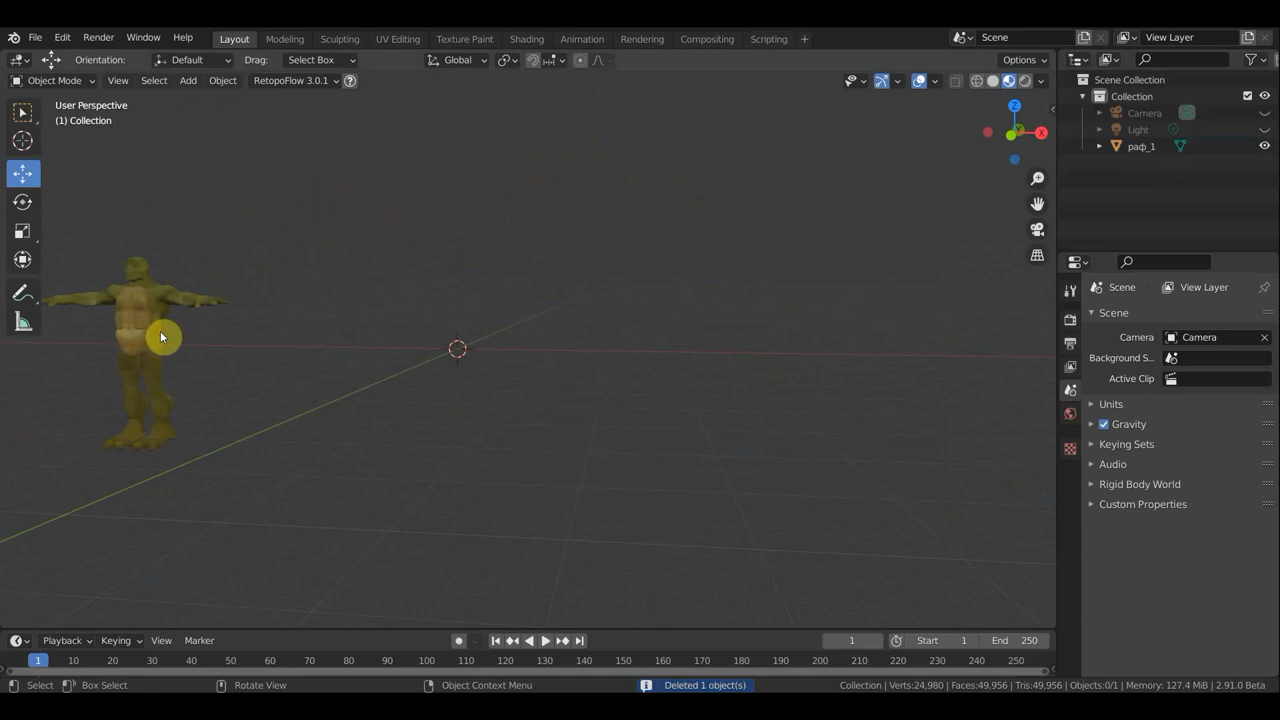 File Edit Render Window Help Layout Modeling Sculpting UV Editing Texture Paint Shading Animation Rendering Compositing Scripting + Scene View Layer
Orientation: Default Drag: Select Box Global Options
Object Mode View Select Add Object RetopoFlow 3.0.1
User Perspective
(1) Collection
Z
Y
X
Scene Collection
Collection
Camera
Light
раф_1
Scene View Layer
Scene
Camera Camera
Background S...
Active Clip
Units
Gravity
Keying Sets
Audio
Rigid Body World
Custom Properties
Playback Keying View Marker 1 Start 1 End 250
1 10 20 30 40 50 60 70 80 90 100 110 120 130 140 150 160 170 180 190 200 210 220 230 240 250
Select Box Select Rotate View Object Context Menu Deleted 1 object(s) Collection | Verts:24,980 | Faces:49,956 | Tris:49,956 | Objects:0/1 | Memory: 127.4 MiB | 2.91.0 Beta